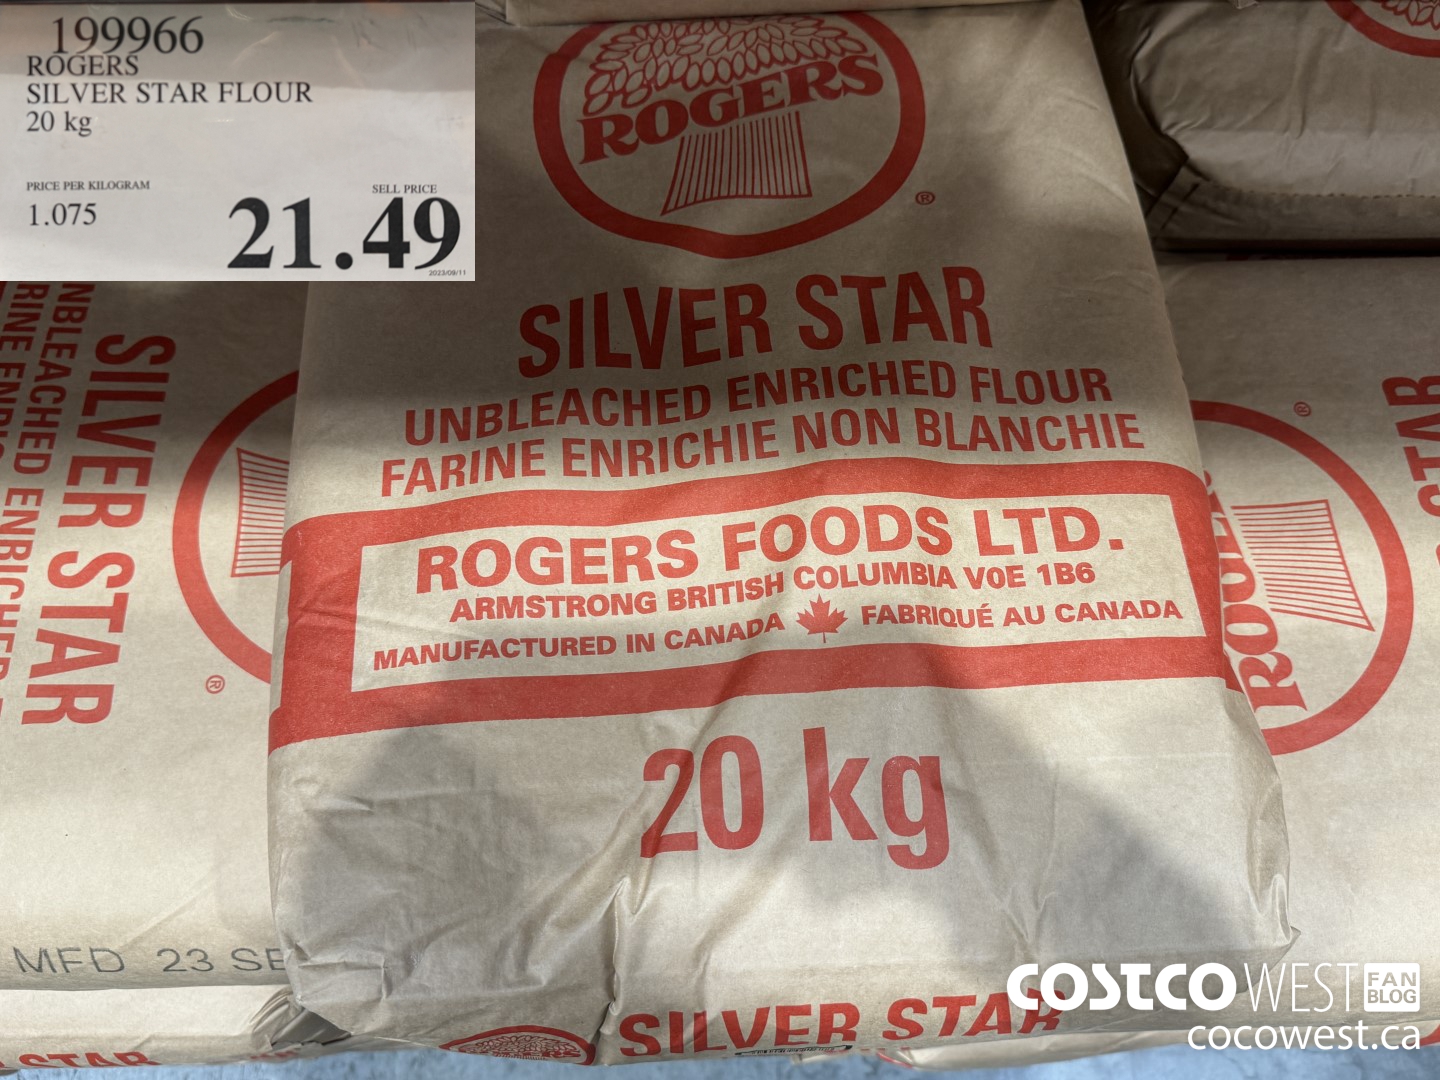 199966
ROGERS
SILVER STAR FLOUR
20 kg
PRICE PER KILOGRAM
1.075
SELL PRICE
21.49
2023/09/11
ROGERS
®
SILVER STAR
UNBLEACHED ENRICHED FLOUR
FARINE ENRICHIE NON BLANCHIE
ROGERS FOODS LTD.
ARMSTRONG BRITISH COLUMBIA V0E 1B6
MANUFACTURED IN CANADA FABRIQUÉ AU CANADA
20 kg
SILVER STAR
NBLEACHED ENRICHED
®
MFD 23 SE
®
ROGERS
STAR
SILVER STAR
STAR
COSTCO WEST FAN BLOG
cocowest.ca